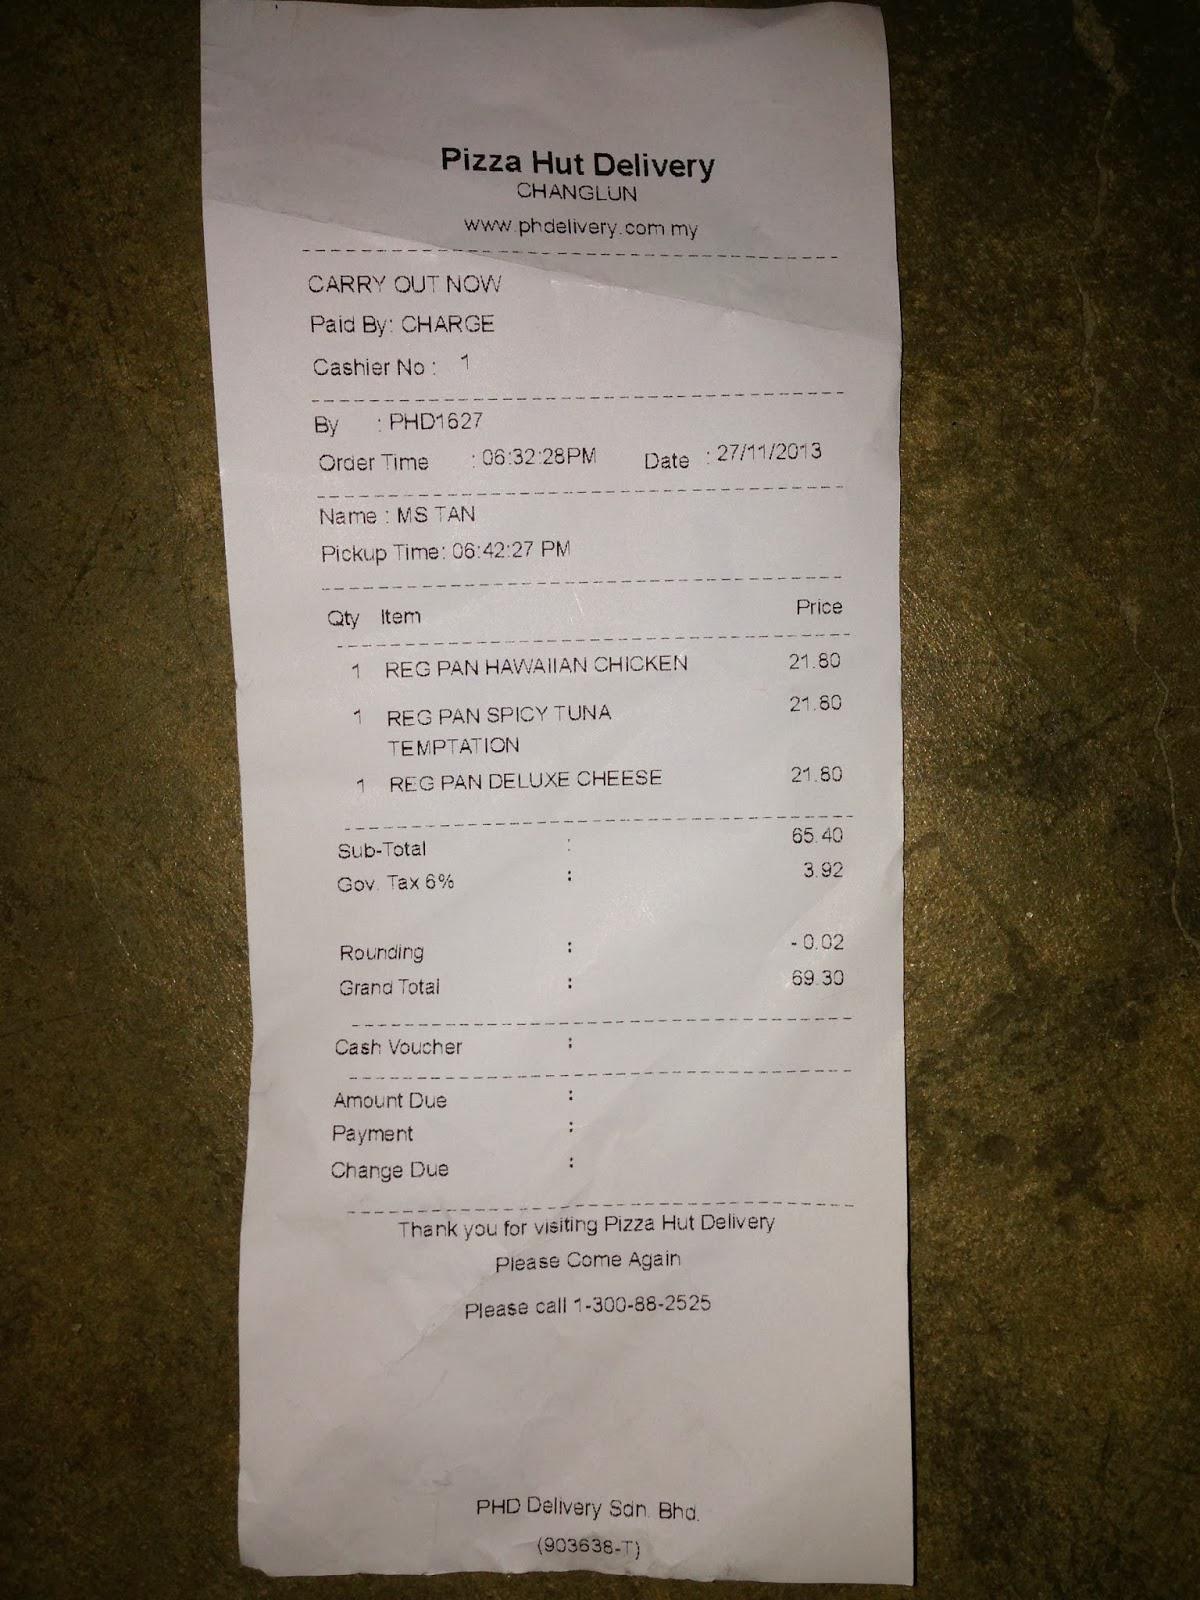 Pizza Hut Delivery
CHANGLUN
www.phdelivery.com.my
CARRY OUT NOW
Paid By: CHARGE
Cashier No : 1
By : PHD1627
Order Time : 06:32:28PM Date : 27/11/2013
Name : MS TAN
Pickup Time: 06:42:27 PM
Qty Item Price
1 REG PAN HAWAIIAN CHICKEN 21.80
1 REG PAN SPICY TUNA 21.80
TEMPTATION
1 REG PAN DELUXE CHEESE 21.80
Sub-Total : 65.40
Gov. Tax 6% : 3.92
Rounding : - 0.02
Grand Total : 69.30
Cash Voucher :
Amount Due :
Payment :
Change Due :
Thank you for visiting Pizza Hut Delivery
Please Come Again
Please call 1-300-88-2525
PHD Delivery Sdn. Bhd.
(903638-T)